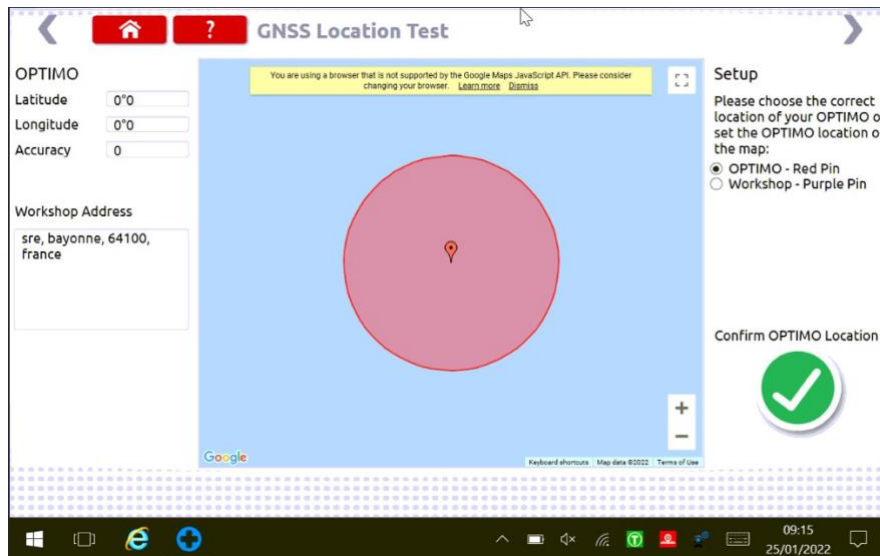 ?
GNSS Location Test
OPTIMO
Latitude 0°0
Longitude 0°0
Accuracy 0
Workshop Address
sre, bayonne, 64100,
france
You are using a browser that is not supported by the Google Maps JavaScript API. Please consider
changing your browser. Learn more Dismiss
+
−
Google
Keyboard shortcuts Map data ©2022 Terms of Use
Setup
Please choose the correct
location of your OPTIMO o
set the OPTIMO location o
the map:
OPTIMO - Red Pin
Workshop - Purple Pin
Confirm OPTIMO Location
09:15
25/01/2022